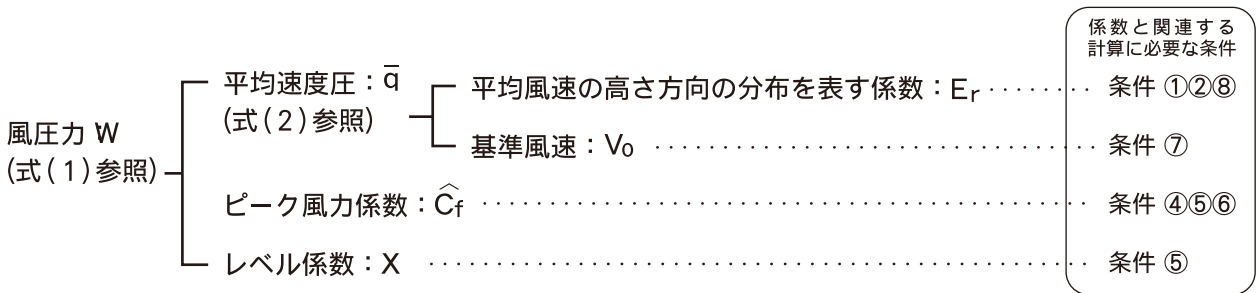 係数と関連する
計算に必要な条件
風圧力 W
(式(1)参照)
平均速度圧：q̄
(式(2)参照)
平均風速の高さ方向の分布を表す係数：Er ········ 条件 ①②⑧
基準風速：V₀ ········ 条件 ⑦
ピーク風力係数：Ĉf ········ 条件 ④⑤⑥
レベル係数：X ········ 条件 ⑤